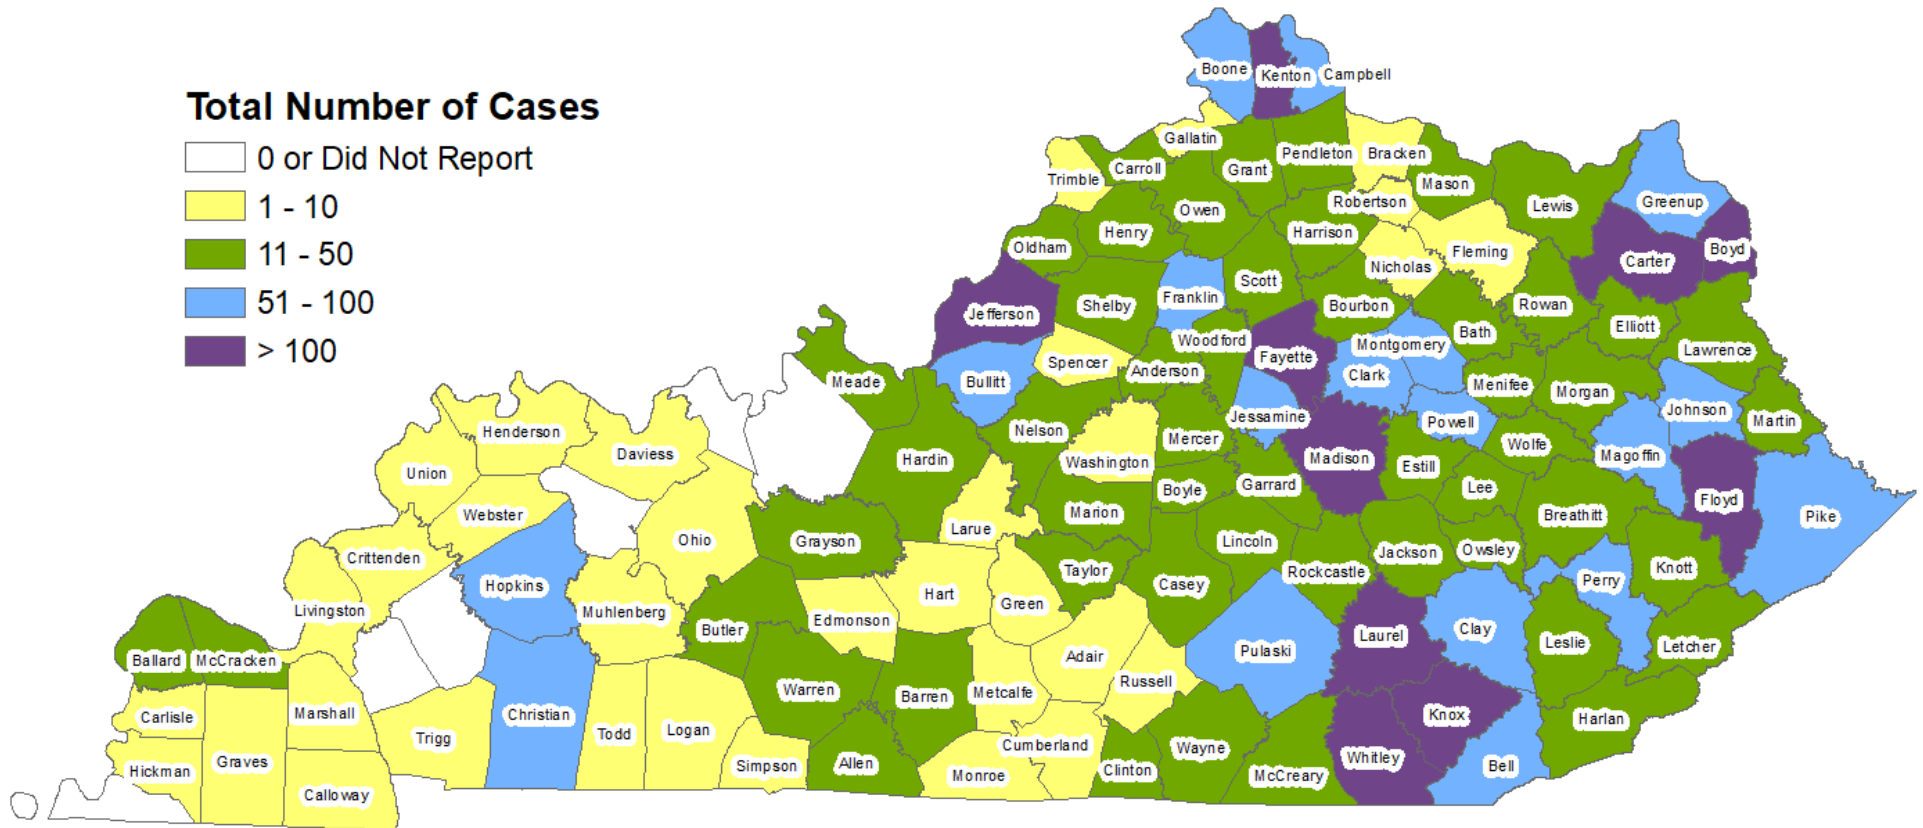 Total Number of Cases
0 or Did Not Report
1 - 10
11 - 50
51 - 100
> 100
Boone
Kenton
Campbell
Gallatin
Carroll
Trimble
Grant
Pendleton
Bracken
Mason
Robertson
Lewis
Greenup
Owen
Henry
Oldham
Harrison
Nicholas
Fleming
Carter
Boyd
Jefferson
Shelby
Franklin
Scott
Bourbon
Rowan
Elliott
Bath
Woodford
Fayette
Montgomery
Clark
Lawrence
Spencer
Anderson
Meade
Bullitt
Menifee
Morgan
Jessamine
Powell
Johnson
Martin
Nelson
Henderson
Daviess
Union
Hardin
Washington
Mercer
Madison
Estill
Wolfe
Magoffin
Floyd
Pike
Boyle
Garrard
Lee
Webster
Larue
Marion
Breathitt
Ohio
Grayson
Lincoln
Jackson
Owsley
Crittenden
Taylor
Casey
Rockcastle
Perry
Knott
Hopkins
Hart
Green
Livingston
Muhlenberg
Edmonson
Butler
Laurel
Clay
Leslie
Letcher
Ballard
McCracken
Adair
Pulaski
Russell
Warren
Barren
Metcalfe
Carlisle
Marshall
Christian
Trigg
Todd
Logan
Knox
Harlan
Hickman
Graves
Simpson
Allen
Cumberland
Monroe
Clinton
Wayne
McCreary
Whitley
Bell
Calloway